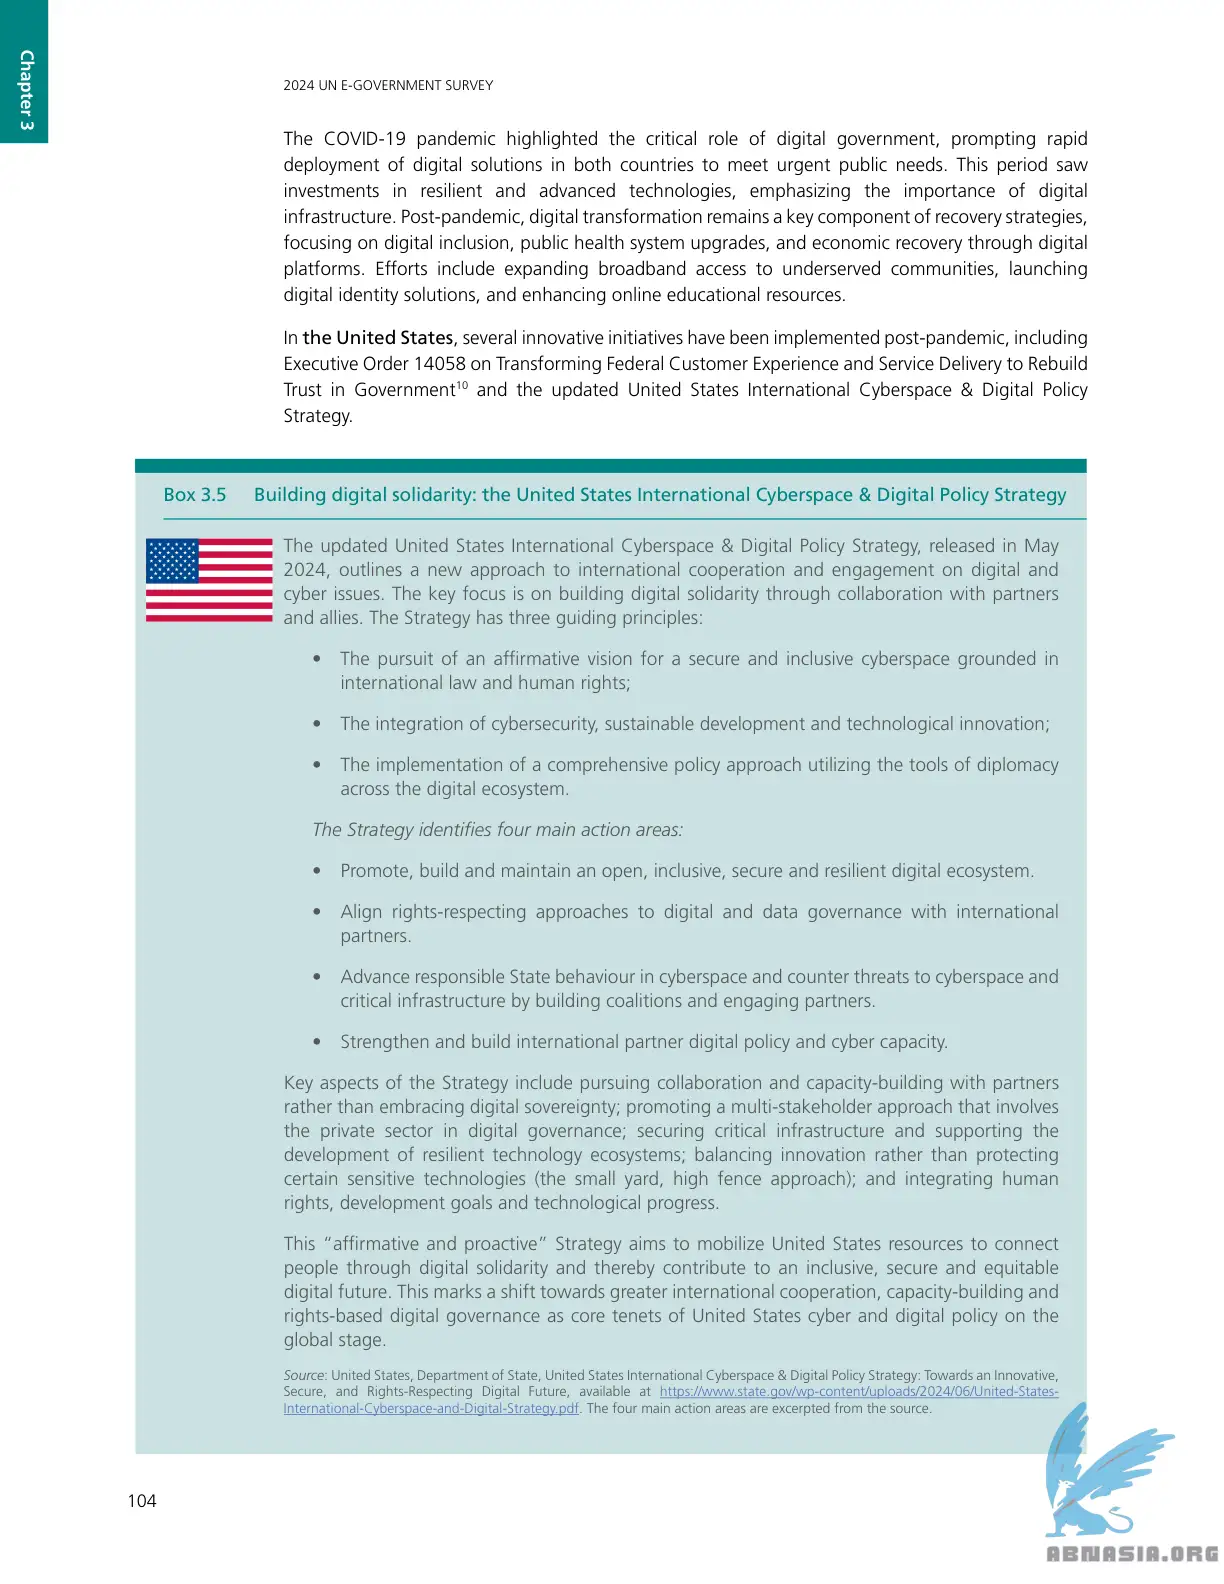 Chapter 3
2024 UN E-GOVERNMENT SURVEY
The COVID-19 pandemic highlighted the critical role of digital government, prompting rapid
deployment of digital solutions in both countries to meet urgent public needs. This period saw
investments in resilient and advanced technologies, emphasizing the importance of digital
infrastructure. Post-pandemic, digital transformation remains a key component of recovery strategies,
focusing on digital inclusion, public health system upgrades, and economic recovery through digital
platforms. Efforts include expanding broadband access to underserved communities, launching
digital identity solutions, and enhancing online educational resources.
In the United States, several innovative initiatives have been implemented post-pandemic, including
Executive Order 14058 on Transforming Federal Customer Experience and Service Delivery to Rebuild
Trust in Government10 and the updated United States International Cyberspace & Digital Policy
Strategy.
Box 3.5 Building digital solidarity: the United States International Cyberspace & Digital Policy Strategy
The updated United States International Cyberspace & Digital Policy Strategy, released in May
2024, outlines a new approach to international cooperation and engagement on digital and
cyber issues. The key focus is on building digital solidarity through collaboration with partners
and allies. The Strategy has three guiding principles:
• The pursuit of an affirmative vision for a secure and inclusive cyberspace grounded in
international law and human rights;
• The integration of cybersecurity, sustainable development and technological innovation;
• The implementation of a comprehensive policy approach utilizing the tools of diplomacy
across the digital ecosystem.
The Strategy identifies four main action areas:
• Promote, build and maintain an open, inclusive, secure and resilient digital ecosystem.
• Align rights-respecting approaches to digital and data governance with international
partners.
• Advance responsible State behaviour in cyberspace and counter threats to cyberspace and
critical infrastructure by building coalitions and engaging partners.
• Strengthen and build international partner digital policy and cyber capacity.
Key aspects of the Strategy include pursuing collaboration and capacity-building with partners
rather than embracing digital sovereignty; promoting a multi-stakeholder approach that involves
the private sector in digital governance; securing critical infrastructure and supporting the
development of resilient technology ecosystems; balancing innovation rather than protecting
certain sensitive technologies (the small yard, high fence approach); and integrating human
rights, development goals and technological progress.
This “affirmative and proactive” Strategy aims to mobilize United States resources to connect
people through digital solidarity and thereby contribute to an inclusive, secure and equitable
digital future. This marks a shift towards greater international cooperation, capacity-building and
rights-based digital governance as core tenets of United States cyber and digital policy on the
global stage.
Source: United States, Department of State, United States International Cyberspace & Digital Policy Strategy: Towards an Innovative,
Secure, and Rights-Respecting Digital Future, available at https://www.state.gov/wp-content/uploads/2024/06/United-States-
International-Cyberspace-and-Digital-Strategy.pdf. The four main action areas are excerpted from the source.
104
ABNASIA.ORG